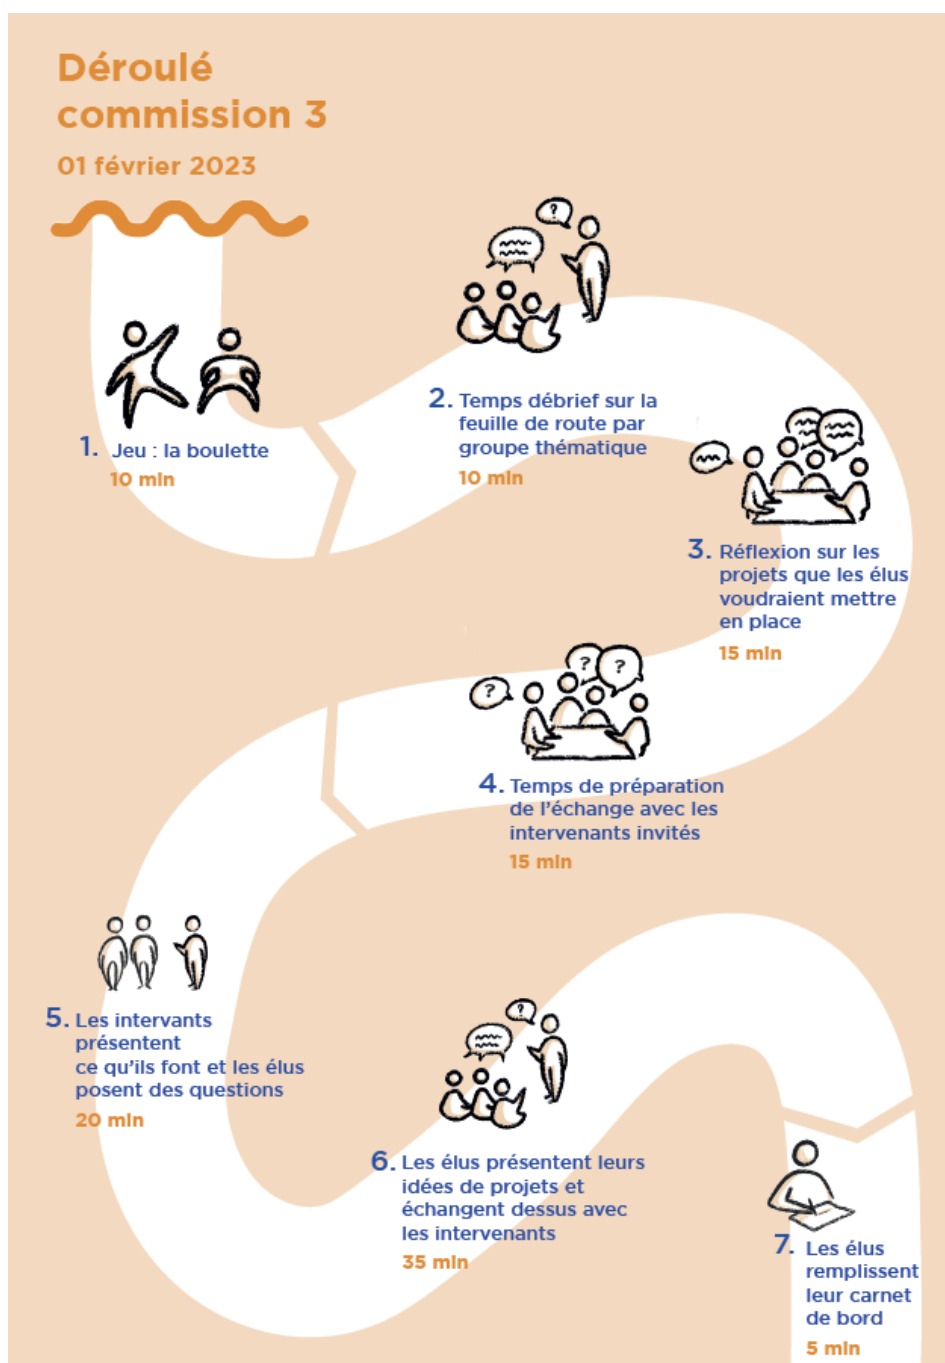 Déroulé
commission 3
01 février 2023
?
1. Jeu : la boulette
10 min
2. Temps débrief sur la
feuille de route par
groupe thématique
10 min
3. Réflexion sur les
projets que les élus
voudraient mettre
en place
15 min
? ? ?
4. Temps de préparation
de l'échange avec les
intervenants invités
15 min
5. Les intervants
présentent
ce qu'ils font et les élus
posent des questions
20 min
?
6. Les élus présentent leurs
idées de projets et
échangent dessus avec
les intervenants
35 min
7. Les élus
remplissent
leur carnet
de bord
5 min